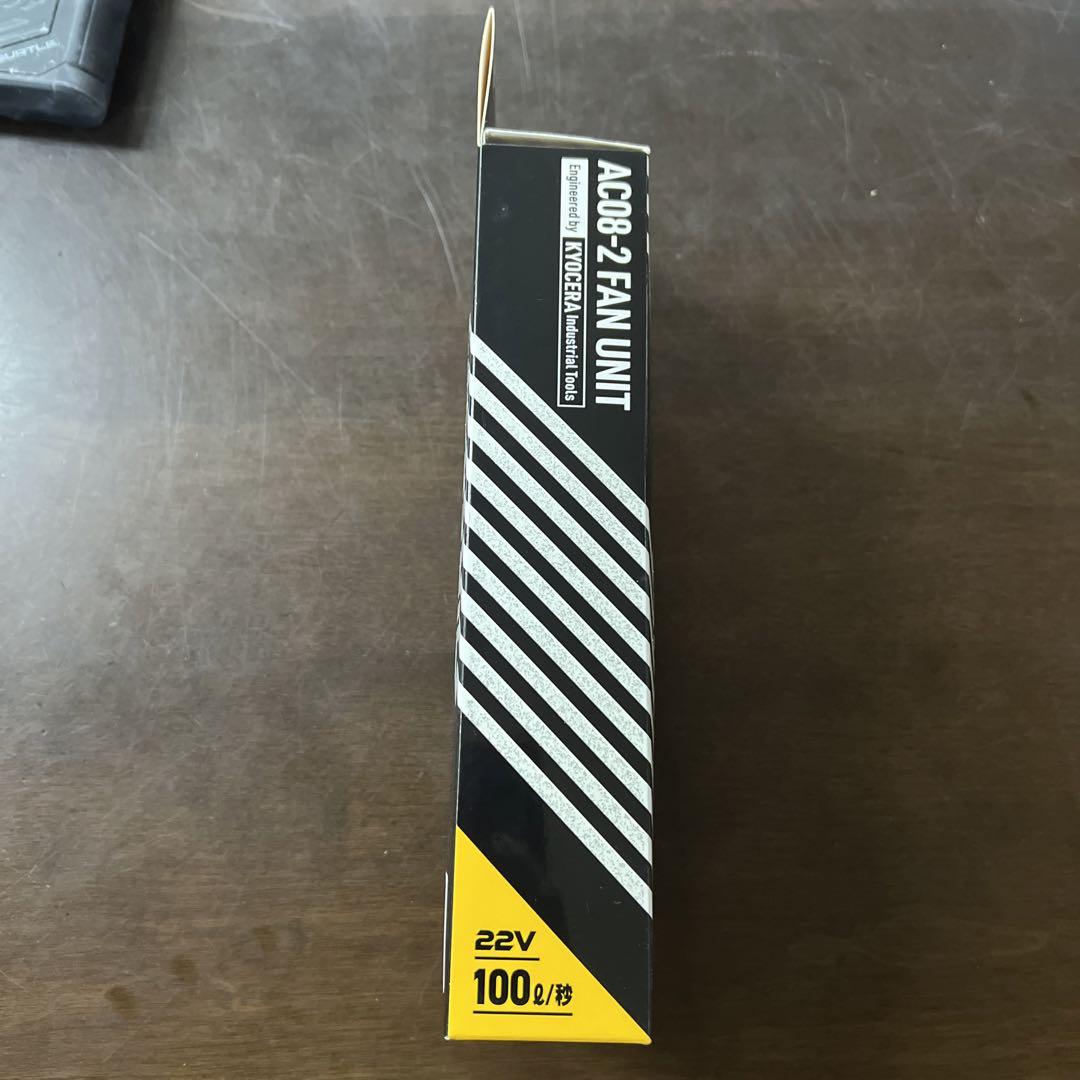 AC08-2 FAN UNIT
Engineered by KYOCERA Industrial Tools
22V
100ℓ/秒